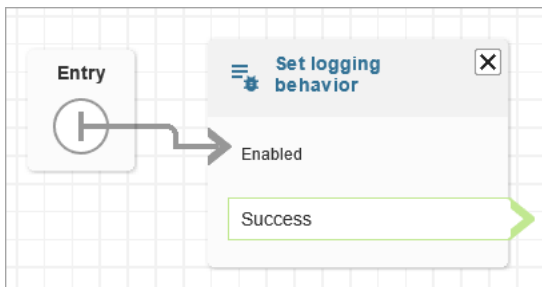 Entry
Set logging
behavior
Enabled
Success